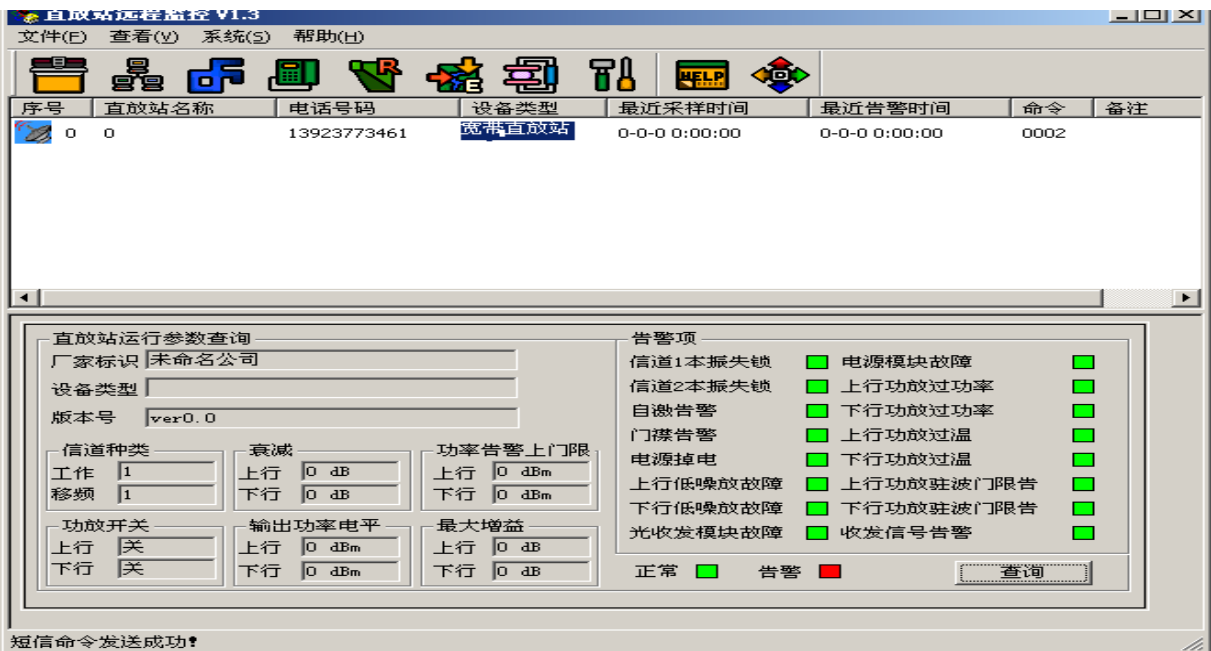 直放站远程监控 V1.3
文件(F) 查看(V) 系统(S) 帮助(H)
R E HELP
序号 直放站名称 电话号码 设备类型 最近采样时间 最近告警时间 命令 备注
0 0 13923773461 宽带直放站 0-0-0 0:00:00 0-0-0 0:00:00 0002
直放站运行参数查询
厂家标识 未命名公司
设备类型
版本号 ver0.0
信道种类 衰减 功率告警上门限
工作 1 上行 0 dB 上行 0 dBm
移频 1 下行 0 dB 下行 0 dBm
功放开关 输出功率电平 最大增益
上行 关 上行 0 dBm 上行 0 dB
下行 关 下行 0 dBm 下行 0 dB
告警项
信道1本振失锁 电源模块故障
信道2本振失锁 上行功放过功率
自激告警 下行功放过功率
门襟告警 上行功放过温
电源掉电 下行功放过温
上行低噪放故障 上行功放驻波门限告
下行低噪放故障 下行功放驻波门限告
光收发模块故障 收发信号告警
正常 告警 查询
短信命令发送成功!